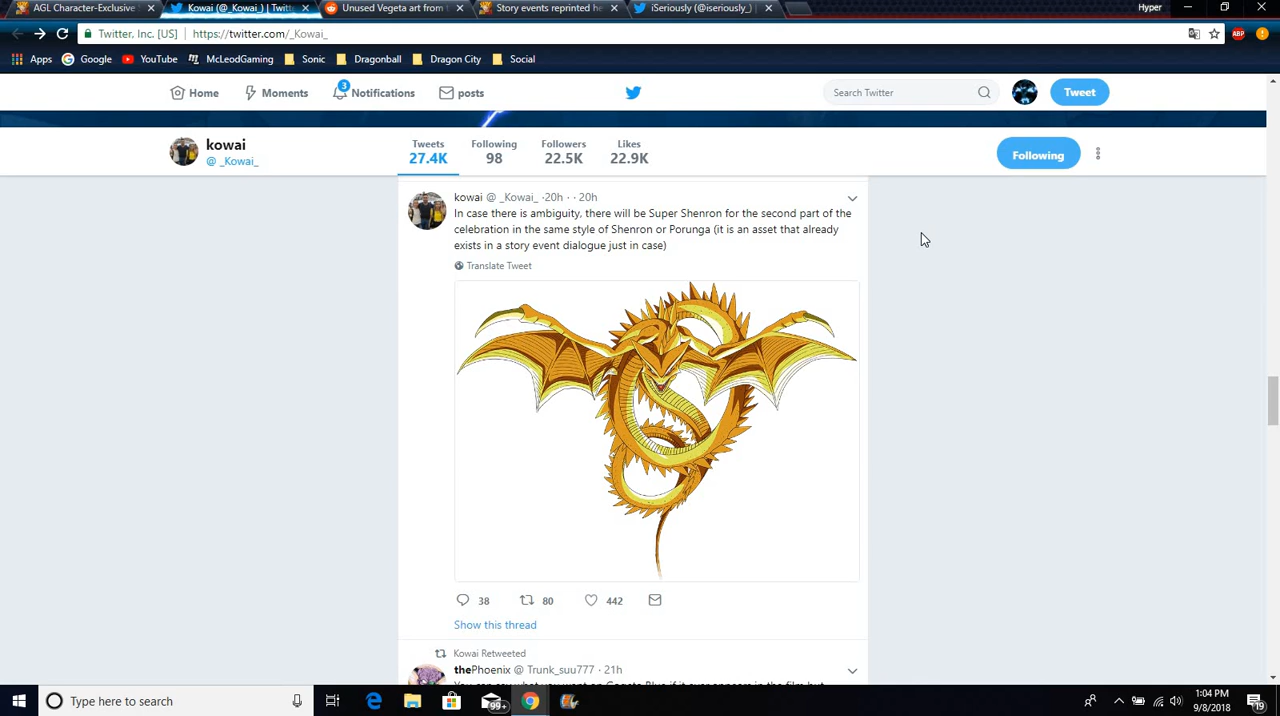 AGL Character-Exclusive
Kowai (@_Kowai_) | Twitt
Unused Vegeta art from
Story events reprinted he
iSeriously (@iseriously_)
Hyper
Twitter, Inc. [US]
https://twitter.com/_Kowai_
ABP
Apps
Google
YouTube
McLeodGaming
Sonic
Dragonball
Dragon City
Social
Home
Moments
3
Notifications
posts
Search Twitter
Tweet
kowai
@ _Kowai_
Tweets
27.4K
Following
98
Followers
22.5K
Likes
22.9K
Following
kowai @ _Kowai_ ·20h · · 20h
In case there is ambiguity, there will be Super Shenron for the second part of the
celebration in the same style of Shenron or Porunga (it is an asset that already
exists in a story event dialogue just in case)
Translate Tweet
38
80
442
Show this thread
Kowai Retweeted
thePhoenix @ Trunk_suu777 · 21h
Type here to search
99+
1:04 PM
9/8/2018
19